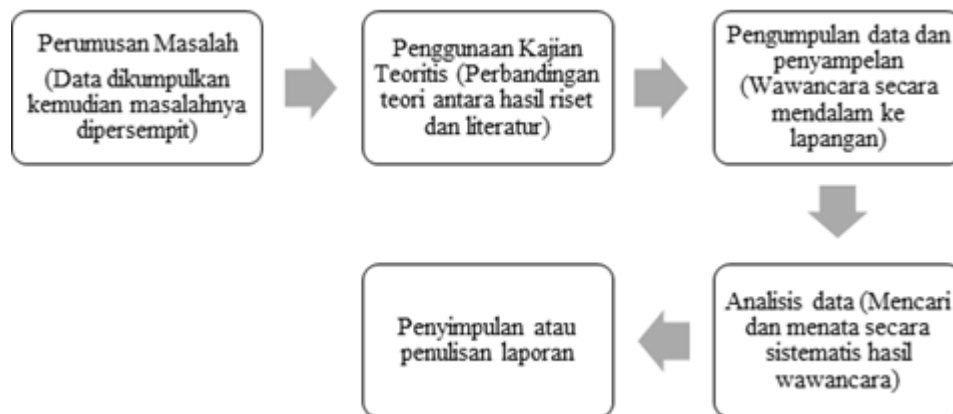 Perumusan Masalah
(Data dikumpulkan
kemudian masalahnya
dipersempit)
Penggunaan Kajian
Teoritis (Perbandingan
teori antara hasil riset
dan literatur)
Pengumpulan data dan
penyampelan
(Wawancara secara
mendalam ke
lapangan)
Analisis data (Mencari
dan menata secara
sistematis hasil
wawancara)
Penyimpulan atau
penulisan laporan